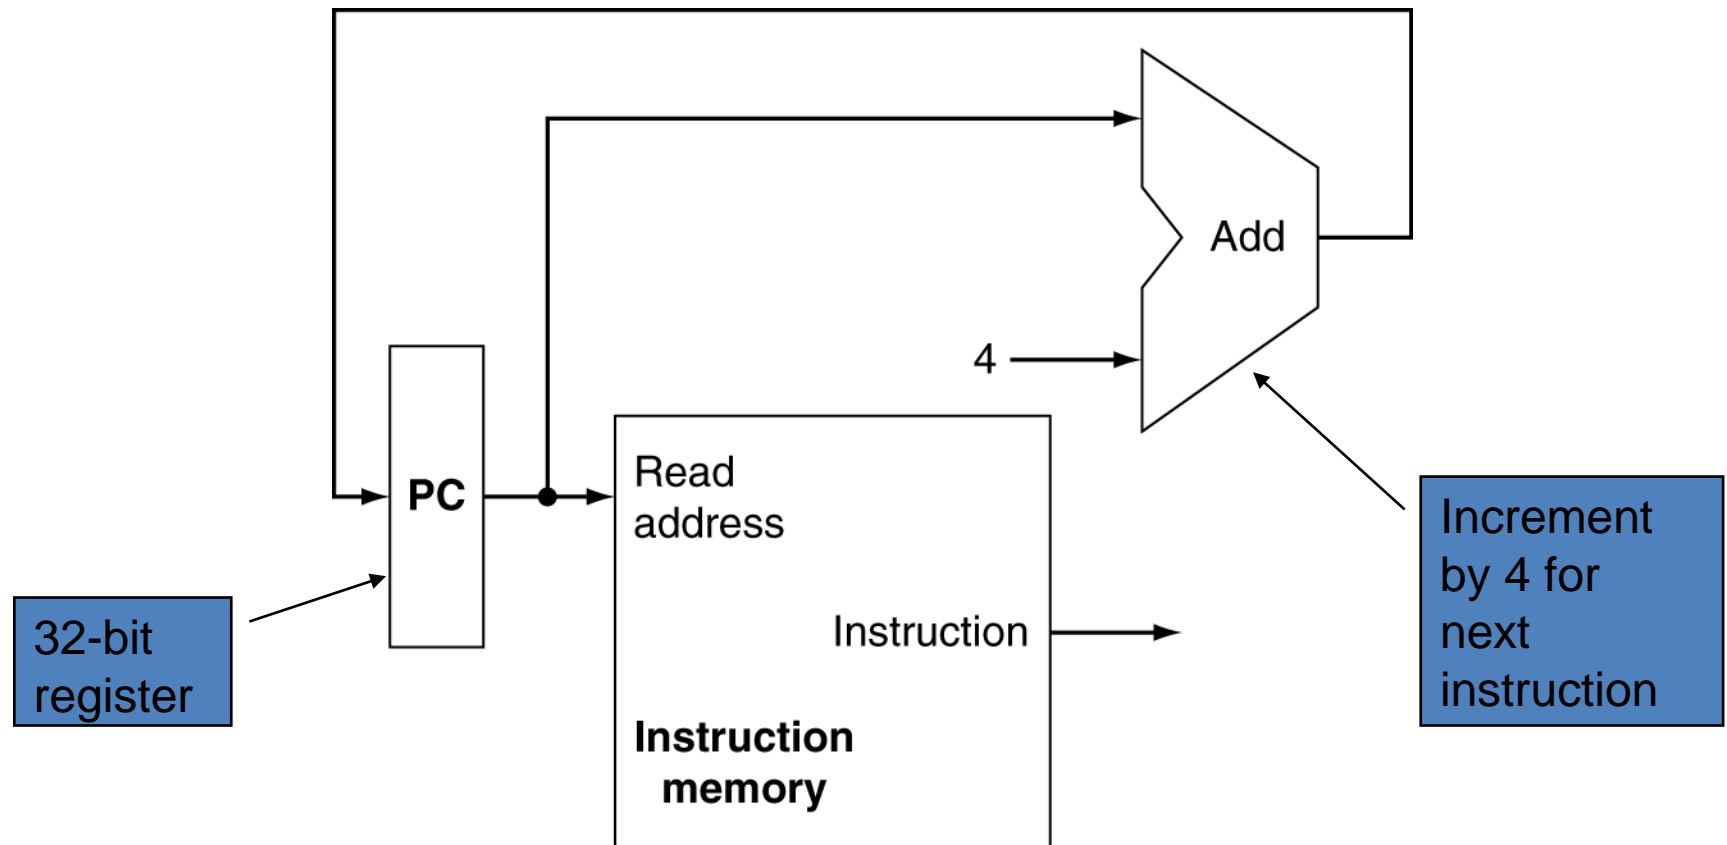 Add
4
PC
Read
address
Instruction
Instruction
memory
32-bit
register
Increment
by 4 for
next
instruction